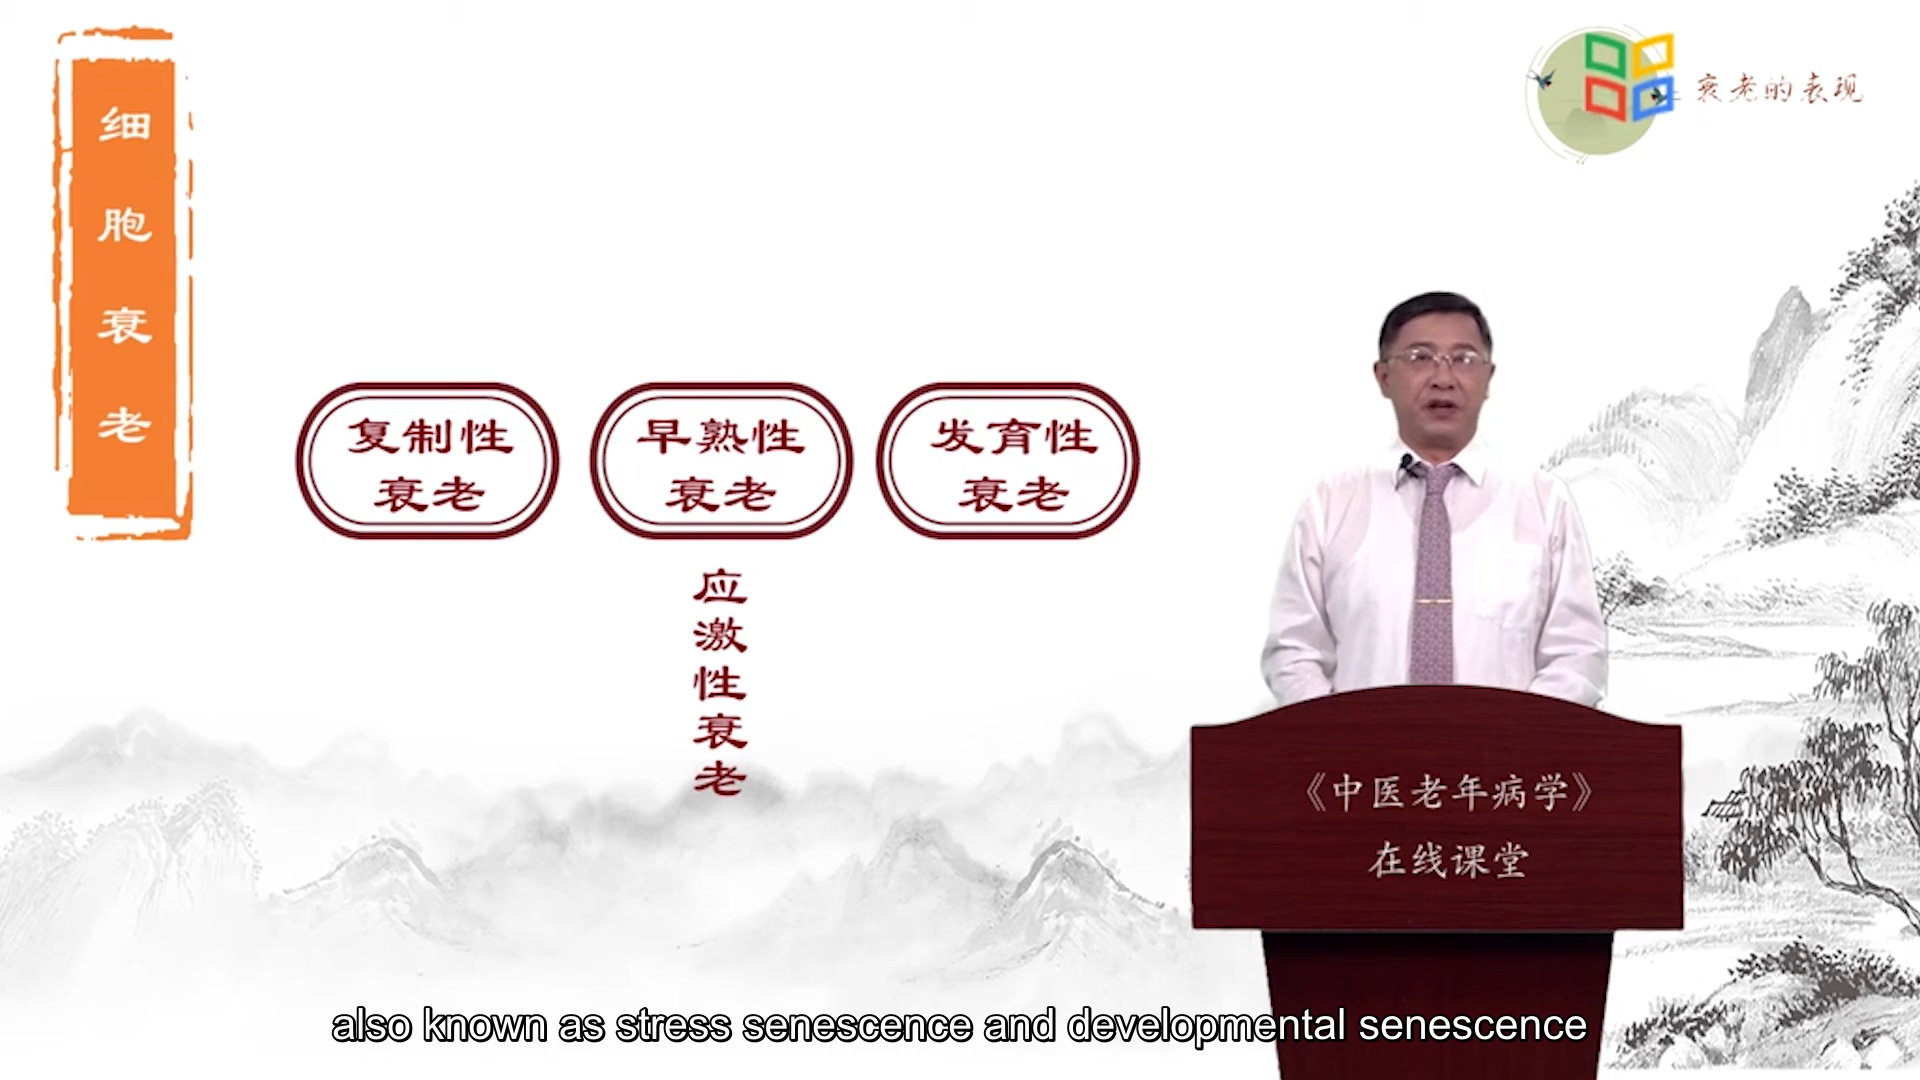 细胞衰老
衰老的表现
复制性
衰老
早熟性
衰老
发育性
衰老
应激性衰老
《中医老年病学》
在线课堂
also known as stress senescence and developmental senescence